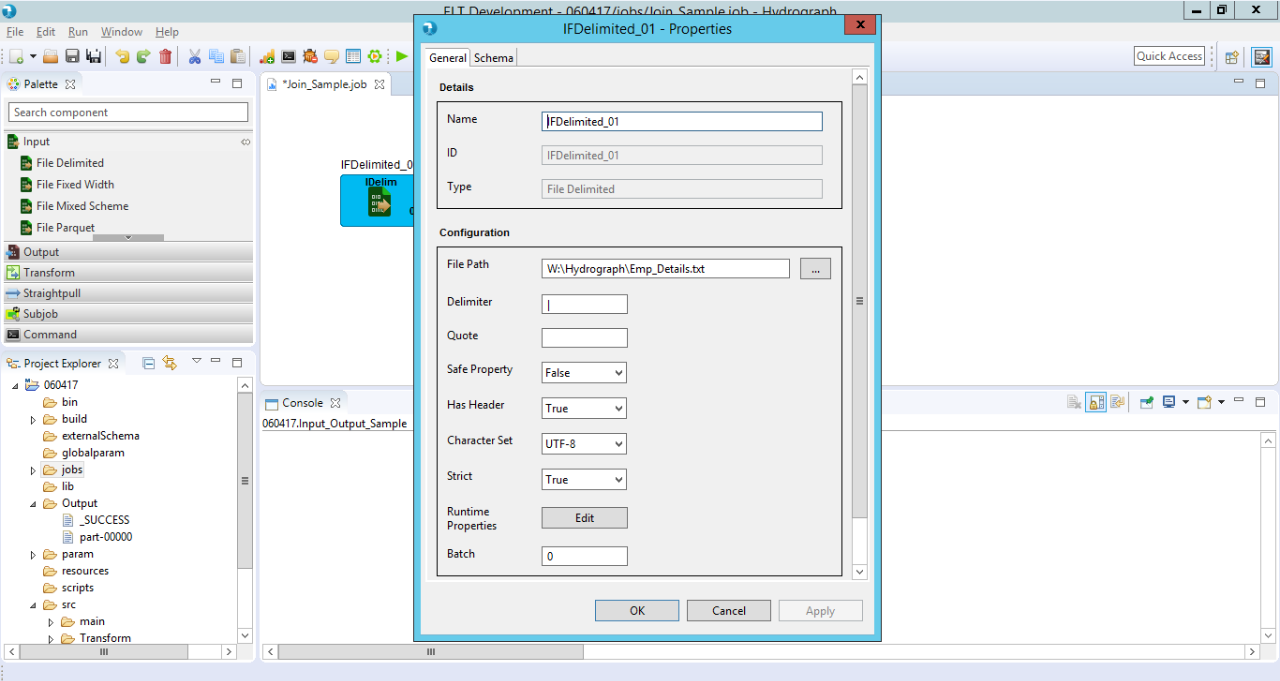 ELT Development - 060417/jobs/Join_Sample.job - Hydrograph
File Edit Run Window Help
Quick Access
Palette
Search component
Input
File Delimited
File Fixed Width
File Mixed Scheme
File Parquet
Output
Transform
Straightpull
Subjob
Command
Project Explorer
060417
bin
build
externalSchema
globalparam
jobs
lib
Output
_SUCCESS
part-00000
param
resources
scripts
src
main
Transform
*Join_Sample.job
IFDelimited_0
IDelim
Console
060417.Input_Output_Sample
IFDelimited_01 - Properties
General Schema
Details
Name IFDelimited_01
ID IFDelimited_01
Type File Delimited
Configuration
File Path W:\Hydrograph\Emp_Details.txt ...
Delimiter |
Quote
Safe Property False
Has Header True
Character Set UTF-8
Strict True
Runtime
Properties Edit
Batch 0
OK Cancel Apply